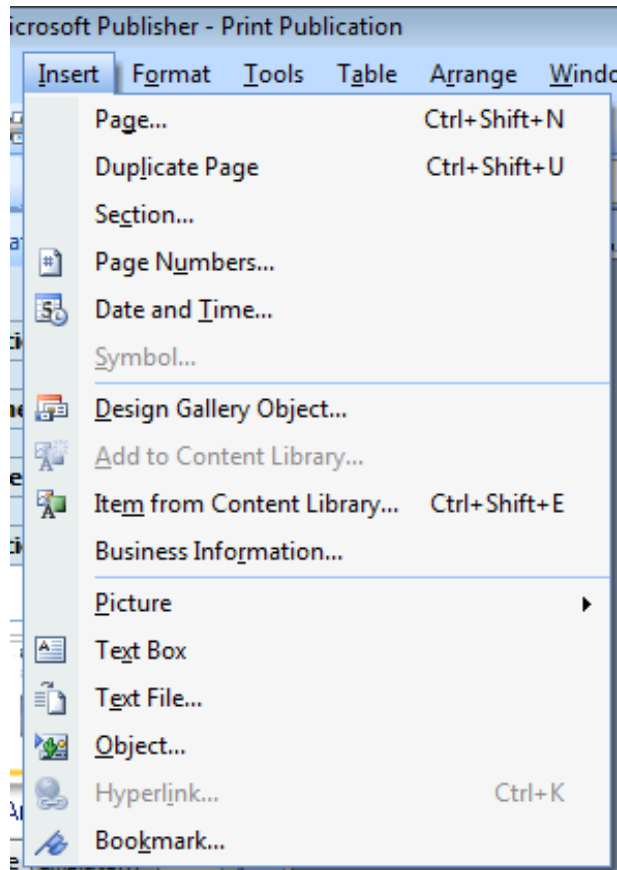 icrosoft Publisher - Print Publication
Insert Format Tools Table Arrange Windo
Page... Ctrl+Shift+N
Duplicate Page Ctrl+Shift+U
Section...
Page Numbers...
Date and Time...
Symbol...
Design Gallery Object...
Add to Content Library...
Item from Content Library... Ctrl+Shift+E
Business Information...
Picture
Text Box
Text File...
Object...
Hyperlink... Ctrl+K
Bookmark...